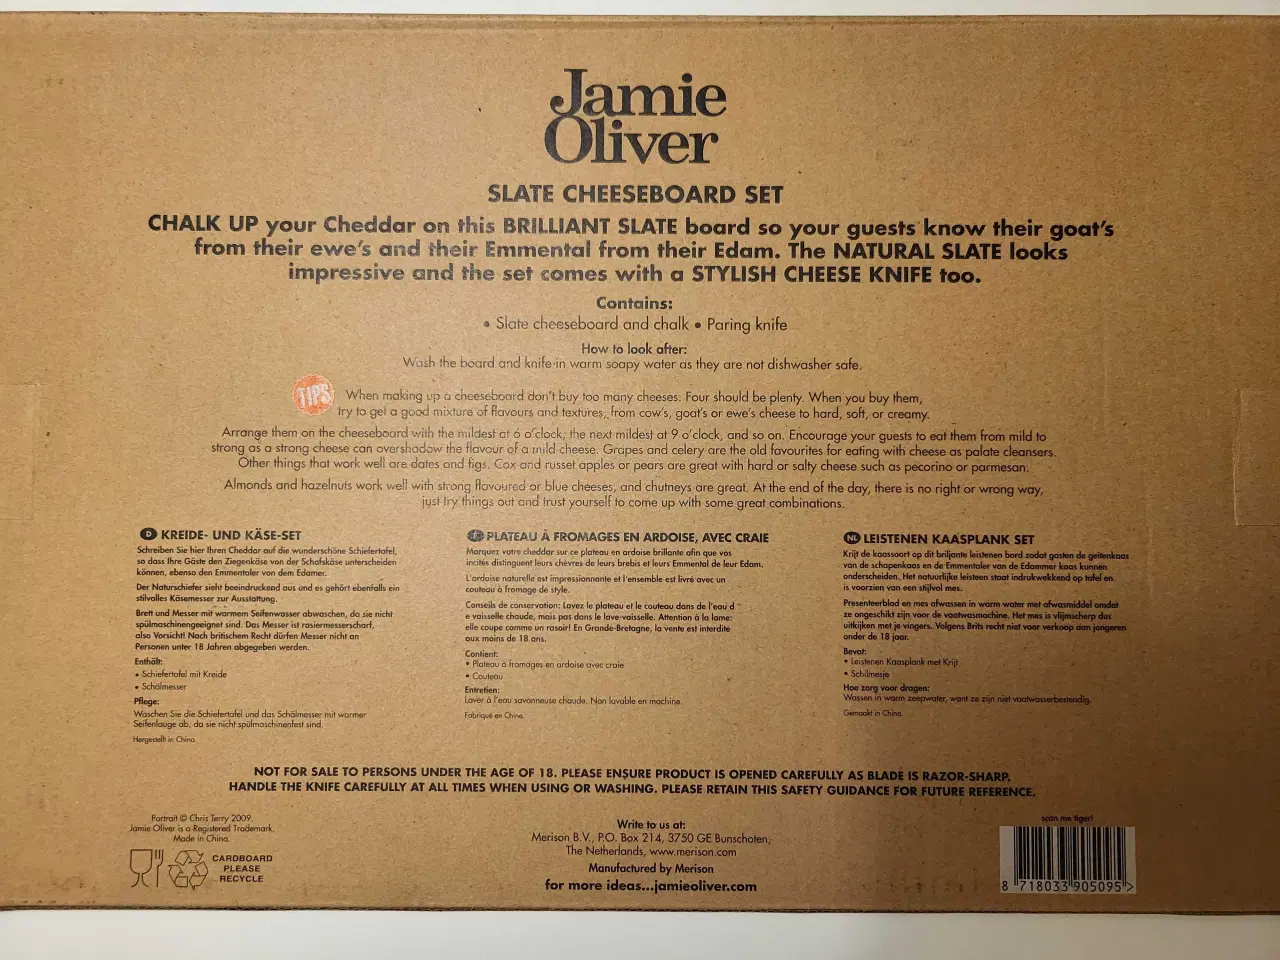 Jamie
Oliver
SLATE CHEESEBOARD SET
CHALK UP your Cheddar on this BRILLIANT SLATE board so your guests know their goat's
from their ewe's and their Emmental from their Edam. The NATURAL SLATE looks
impressive and the set comes with a STYLISH CHEESE KNIFE too.
Contains:
• Slate cheeseboard and chalk • Paring knife
How to look after:
Wash the board and knife in warm soapy water as they are not dishwasher safe.
TIPS
When making up a cheeseboard don't buy too many cheeses. Four should be plenty. When you buy them,
try to get a good mixture of flavours and textures, from cow's, goat's or ewe's cheese to hard, soft, or creamy.
Arrange them on the cheeseboard with the mildest at 6 o'clock, the next mildest at 9 o'clock, and so on. Encourage your guests to eat them from mild to
strong as a strong cheese can overshadow the flavour of a mild cheese. Grapes and celery are the old favourites for eating with cheese as palate cleansers.
Other things that work well are dates and figs. Cox and russet apples or pears are great with hard or salty cheese such as pecorino or parmesan.
Almonds and hazelnuts work well with strong flavoured or blue cheeses, and chutneys are great. At the end of the day, there is no right or wrong way,
just try things out and trust yourself to come up with some great combinations.
D KREIDE- UND KÄSE-SET
Schreiben Sie hier Ihren Cheddar auf die wunderschöne Schiefertafel,
so dass Ihre Gäste den Ziegenkäse von der Schafskäse unterscheiden
können, ebenso den Emmentaler von dem Edamer.
Der Naturschiefer sieht beeindruckend aus und es gehört ebenfalls ein
stilvolles Käsemesser zur Ausstattung.
Brett und Messer mit warmem Seifenwasser abwaschen, da sie nicht
spülmaschinengeeignet sind. Das Messer ist rasiermesserscharf,
also Vorsicht! Nach britischem Recht dürfen Messer nicht an
Personen unter 18 Jahren abgegeben werden.
Enthält:
• Schiefertafel mit Kreide
• Schälmesser
Pflege:
Waschen Sie die Schiefertafel und das Schälmesser mit warmer
Seifenlauge ab, da sie nicht spülmaschinenfest sind.
Hergestellt in China.
F PLATEAU À FROMAGES EN ARDOISE, AVEC CRAIE
Marquez votre cheddar sur ce plateau en ardoise brillante afin que vos
incités distinguent leurs chèvres de leurs brebis et leurs Emmental de leur Edam.
L'ardoise naturelle est impressionnante et l'ensemble est livré avec un
couteau à fromage de style.
Conseils de conservation: Lavez le plateau et le couteau dans de l'eau d
e vaisselle chaude, mais pas dans le lave-vaisselle. Attention à la lame:
elle coupe comme un rasoir! En Grande-Bretagne, la vente est interdite
aux moins de 18 ans.
Contient:
• Plateau à fromages en ardoise avec craie
• Couteau
Entretien:
Laver à l'eau savonneuse chaude. Non lavable en machine.
Fabriqué en China.
NL LEISTENEN KAASPLANK SET
Krijt de kaassoort op dit briljante leistenen bord zodat gasten de geitenkaas
van de schapenkaas en de Emmentaler van de Edammer kaas kunnen
onderscheiden. Het natuurlijke leisteen staat indrukwekkend op tafel en
is voorzien van een stijlvol mes.
Presenteerblad en mes afwassen in warm water met afwasmiddel omdat
ze ongeschikt zijn voor de vaatwasmachine. Het mes is vlijmscherp dus
uitkijken met je vingers. Volgens Brits recht niet voor verkoop aan jongeren
onder de 18 jaar.
Bevat:
• Leistenen Kaasplank met Krijt
• Schilmesje
Hoe zorg voor dragen:
Wassen in warm zeepwater, want ze zijn niet vaatwasserbestendig.
Gemaakt in China.
NOT FOR SALE TO PERSONS UNDER THE AGE OF 18. PLEASE ENSURE PRODUCT IS OPENED CAREFULLY AS BLADE IS RAZOR-SHARP.
HANDLE THE KNIFE CAREFULLY AT ALL TIMES WHEN USING OR WASHING. PLEASE RETAIN THIS SAFETY GUIDANCE FOR FUTURE REFERENCE.
Portrait © Chris Terry 2009.
Jamie Oliver is a Registered Trademark.
Made in China.
CARDBOARD
PLEASE
RECYCLE
Write to us at:
Merison B.V., P.O. Box 214, 3750 GE Bunschoten,
The Netherlands, www.merison.com
Manufactured by Merison
for more ideas...jamieoliver.com
scan me tiger!
8 718033 905095 >